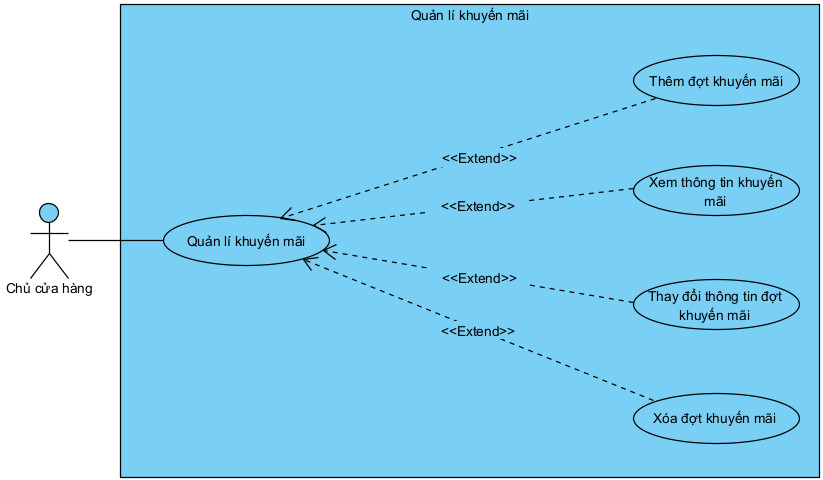 Quản lí khuyến mãi
Thêm đợt khuyến mãi
<<Extend>>
Xem thông tin khuyến
mãi
<<Extend>>
Quản lí khuyến mãi
Chủ cửa hàng
<<Extend>>
Thay đổi thông tin đợt
khuyến mãi
<<Extend>>
Xóa đợt khuyến mãi